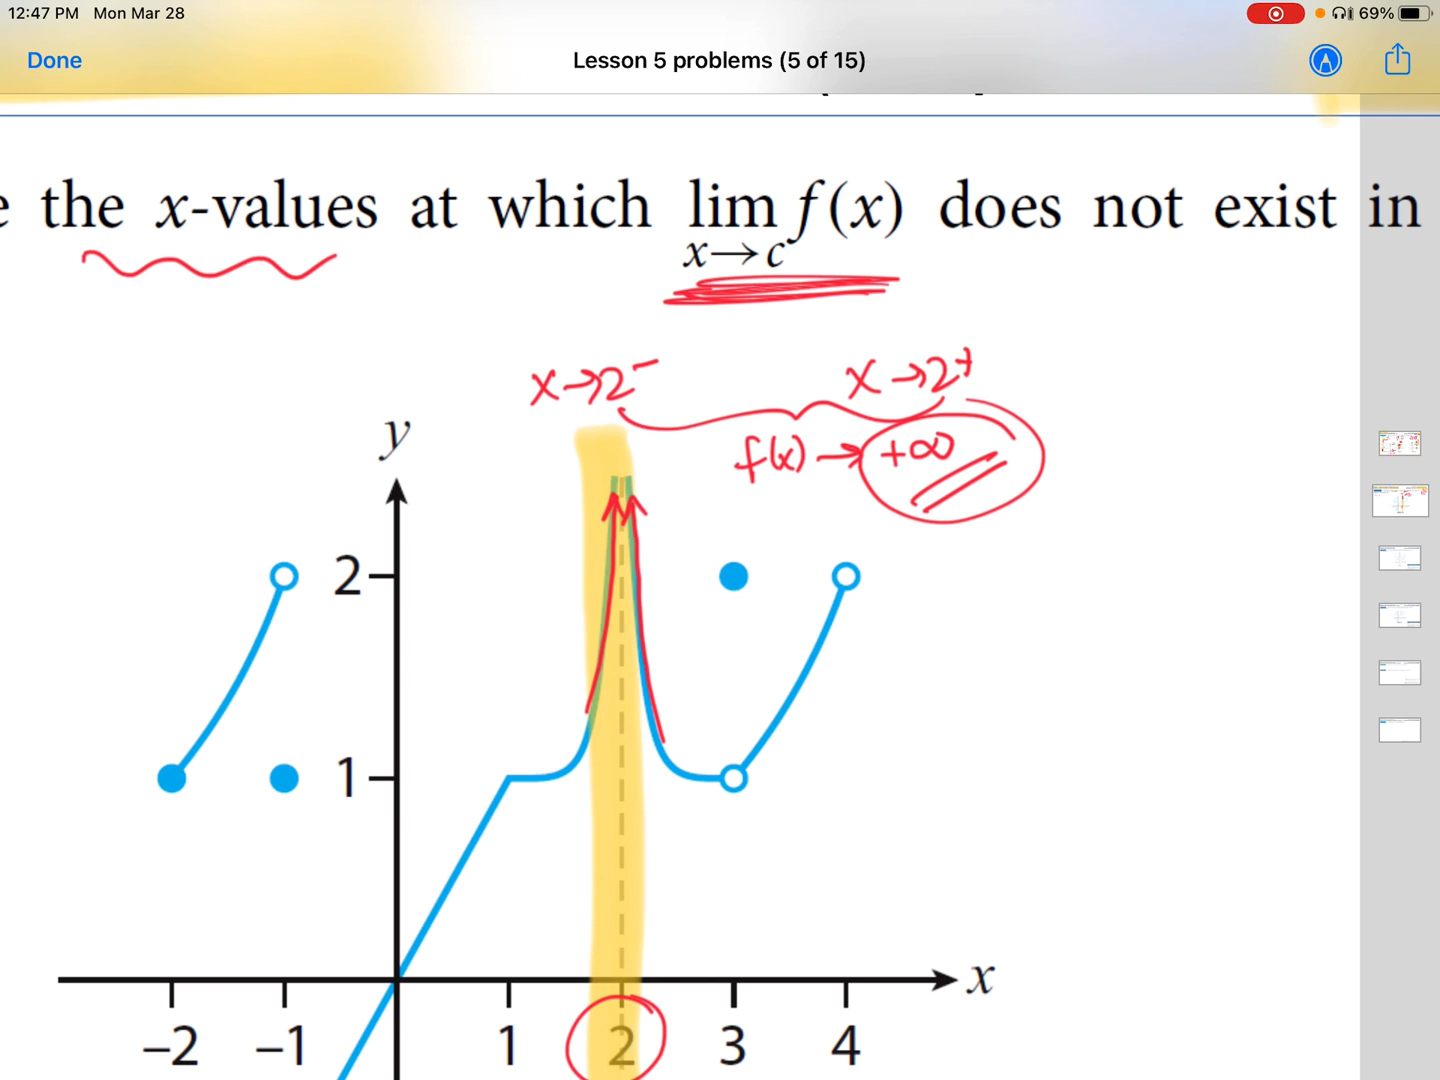 12:47 PM Mon Mar 28
69%
Done
Lesson 5 problems (5 of 15)
the x-values at which lim f(x) does not exist in
x→c
x→2⁻
x→2⁺
f(x)→+∞
y
2
1
x
−2 −1 1 2 3 4